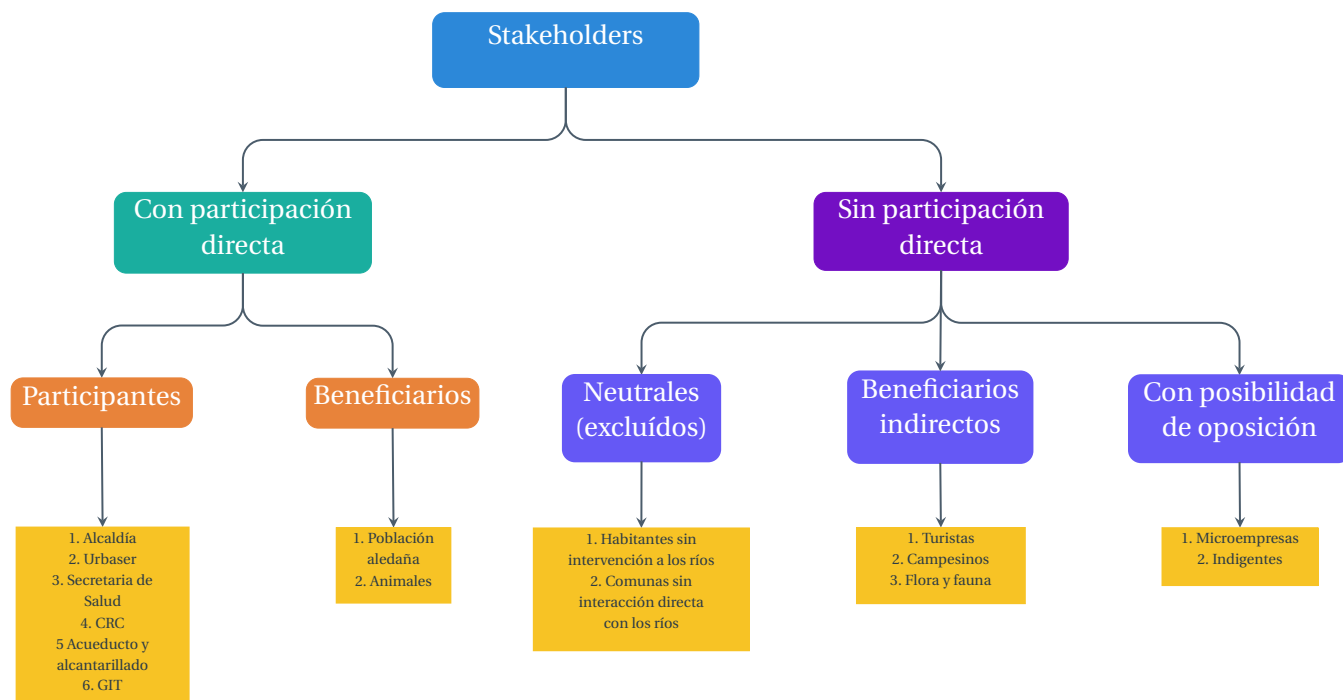 Stakeholders
Con participación
directa
Sin participación
directa
Participantes
Beneficiarios
Neutrales
(excluídos)
Beneficiarios
indirectos
Con posibilidad
de oposición
1. Alcaldía
2. Urbaser
3. Secretaria de
Salud
4. CRC
5 Acueducto y
alcantarillado
6. GIT
1. Población
aledaña
2. Animales
1. Habitantes sin
intervención a los ríos
2. Comunas sin
interacción directa
con los ríos
1. Turistas
2. Campesinos
3. Flora y fauna
1. Microempresas
2. Indigentes